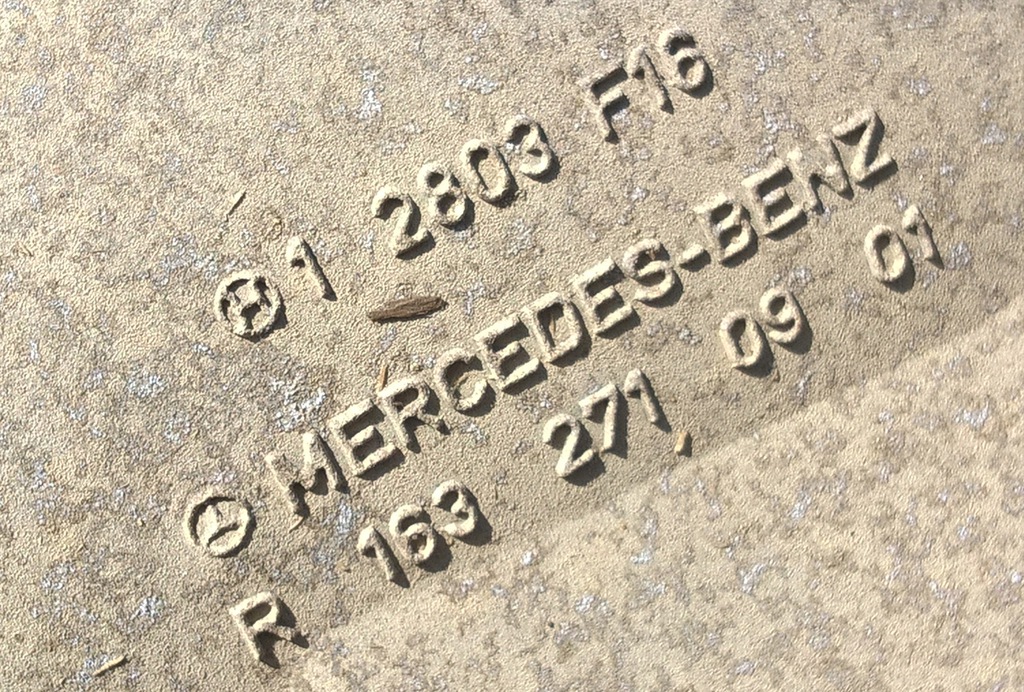 H 1 2803 F16
MERCEDES-BENZ
R 163 271 09 01